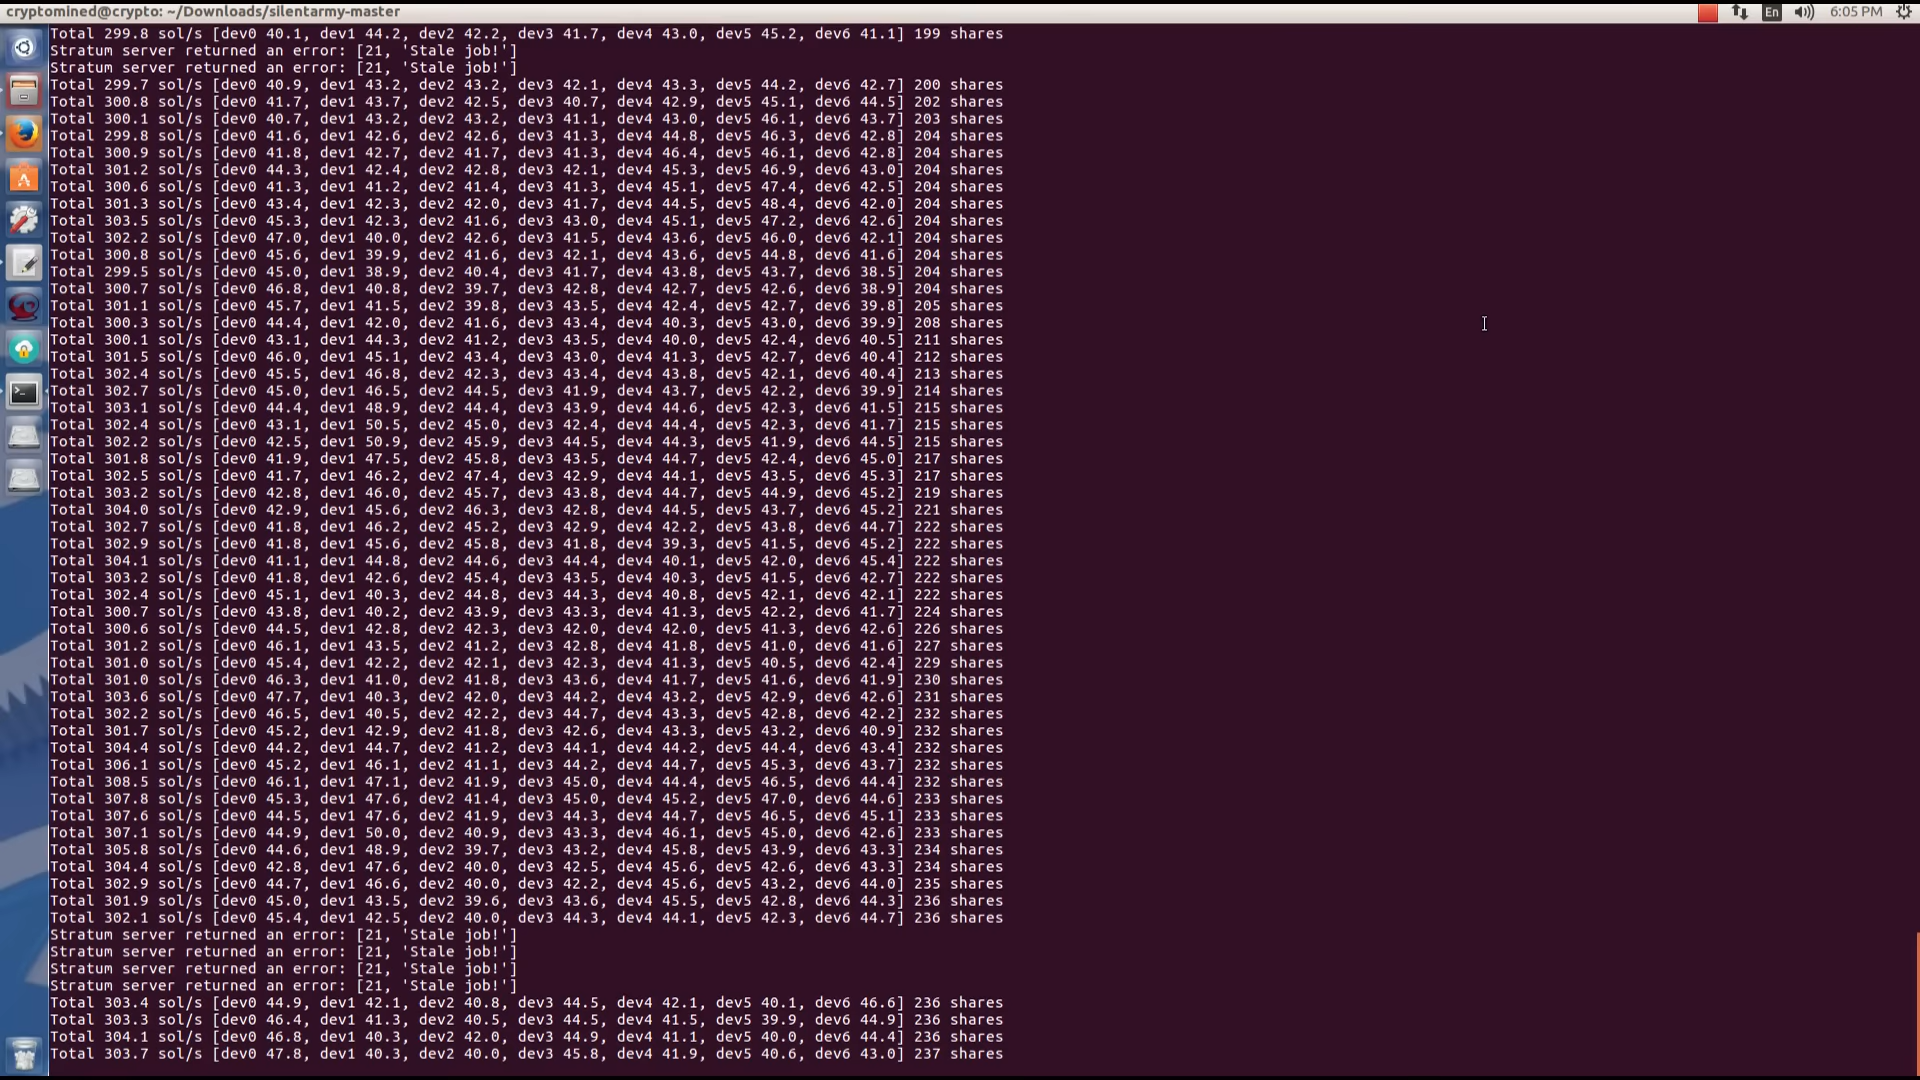 cryptomined@crypto: ~/Downloads/silentarmy-master
En
6:05 PM
Total 299.8 sol/s [dev0 40.1, dev1 44.2, dev2 42.2, dev3 41.7, dev4 43.0, dev5 45.2, dev6 41.1] 199 shares
Stratum server returned an error: [21, 'Stale job!']
Stratum server returned an error: [21, 'Stale job!']
Total 299.7 sol/s [dev0 40.9, dev1 43.2, dev2 43.2, dev3 42.1, dev4 43.3, dev5 44.2, dev6 42.7] 200 shares
Total 300.8 sol/s [dev0 41.7, dev1 43.7, dev2 42.5, dev3 40.7, dev4 42.9, dev5 45.1, dev6 44.5] 202 shares
Total 300.1 sol/s [dev0 40.7, dev1 43.2, dev2 43.2, dev3 41.1, dev4 43.0, dev5 46.1, dev6 43.7] 203 shares
Total 299.8 sol/s [dev0 41.6, dev1 42.6, dev2 42.6, dev3 41.3, dev4 44.8, dev5 46.3, dev6 42.8] 204 shares
Total 300.9 sol/s [dev0 41.8, dev1 42.7, dev2 41.7, dev3 41.3, dev4 46.4, dev5 46.1, dev6 42.8] 204 shares
Total 301.2 sol/s [dev0 44.3, dev1 42.4, dev2 42.8, dev3 42.1, dev4 45.3, dev5 46.9, dev6 43.0] 204 shares
Total 300.6 sol/s [dev0 41.3, dev1 41.2, dev2 41.4, dev3 41.3, dev4 45.1, dev5 47.4, dev6 42.5] 204 shares
Total 301.3 sol/s [dev0 43.4, dev1 42.3, dev2 42.0, dev3 41.7, dev4 44.5, dev5 48.4, dev6 42.0] 204 shares
Total 303.5 sol/s [dev0 45.3, dev1 42.3, dev2 41.6, dev3 43.0, dev4 45.1, dev5 47.2, dev6 42.6] 204 shares
Total 302.2 sol/s [dev0 47.0, dev1 40.0, dev2 42.6, dev3 41.5, dev4 43.6, dev5 46.0, dev6 42.1] 204 shares
Total 300.8 sol/s [dev0 45.6, dev1 39.9, dev2 41.6, dev3 42.1, dev4 43.6, dev5 44.8, dev6 41.6] 204 shares
Total 299.5 sol/s [dev0 45.0, dev1 38.9, dev2 40.4, dev3 41.7, dev4 43.8, dev5 43.7, dev6 38.5] 204 shares
Total 300.7 sol/s [dev0 46.8, dev1 40.8, dev2 39.7, dev3 42.8, dev4 42.7, dev5 42.6, dev6 38.9] 204 shares
Total 301.1 sol/s [dev0 45.7, dev1 41.5, dev2 39.8, dev3 43.5, dev4 42.4, dev5 42.7, dev6 39.8] 205 shares
Total 300.3 sol/s [dev0 44.4, dev1 42.0, dev2 41.6, dev3 43.4, dev4 40.3, dev5 43.0, dev6 39.9] 208 shares
Total 300.1 sol/s [dev0 43.1, dev1 44.3, dev2 41.2, dev3 43.5, dev4 40.0, dev5 42.4, dev6 40.5] 211 shares
Total 301.5 sol/s [dev0 46.0, dev1 45.1, dev2 43.4, dev3 43.0, dev4 41.3, dev5 42.7, dev6 40.4] 212 shares
Total 302.4 sol/s [dev0 45.5, dev1 46.8, dev2 42.3, dev3 43.4, dev4 43.8, dev5 42.1, dev6 40.4] 213 shares
Total 302.7 sol/s [dev0 45.0, dev1 46.5, dev2 44.5, dev3 41.9, dev4 43.7, dev5 42.2, dev6 39.9] 214 shares
Total 303.1 sol/s [dev0 44.4, dev1 48.9, dev2 44.4, dev3 43.9, dev4 44.6, dev5 42.3, dev6 41.5] 215 shares
Total 302.4 sol/s [dev0 43.1, dev1 50.5, dev2 45.0, dev3 42.4, dev4 44.4, dev5 42.3, dev6 41.7] 215 shares
Total 302.2 sol/s [dev0 42.5, dev1 50.9, dev2 45.9, dev3 44.5, dev4 44.3, dev5 41.9, dev6 44.5] 215 shares
Total 301.8 sol/s [dev0 41.9, dev1 47.5, dev2 45.8, dev3 43.5, dev4 44.7, dev5 42.4, dev6 45.0] 217 shares
Total 302.5 sol/s [dev0 41.7, dev1 46.2, dev2 47.4, dev3 42.9, dev4 44.1, dev5 43.5, dev6 45.3] 217 shares
Total 303.2 sol/s [dev0 42.8, dev1 46.0, dev2 45.7, dev3 43.8, dev4 44.7, dev5 44.9, dev6 45.2] 219 shares
Total 304.0 sol/s [dev0 42.9, dev1 45.6, dev2 46.3, dev3 42.8, dev4 44.5, dev5 43.7, dev6 45.2] 221 shares
Total 302.7 sol/s [dev0 41.8, dev1 46.2, dev2 45.2, dev3 42.9, dev4 42.2, dev5 43.8, dev6 44.7] 222 shares
Total 302.9 sol/s [dev0 41.8, dev1 45.6, dev2 45.8, dev3 41.8, dev4 39.3, dev5 41.5, dev6 45.2] 222 shares
Total 304.1 sol/s [dev0 41.1, dev1 44.8, dev2 44.6, dev3 44.4, dev4 40.1, dev5 42.0, dev6 45.4] 222 shares
Total 303.2 sol/s [dev0 41.8, dev1 42.6, dev2 45.4, dev3 43.5, dev4 40.3, dev5 41.5, dev6 42.7] 222 shares
Total 302.4 sol/s [dev0 45.1, dev1 40.3, dev2 44.8, dev3 44.3, dev4 40.8, dev5 42.1, dev6 42.1] 222 shares
Total 300.7 sol/s [dev0 43.8, dev1 40.2, dev2 43.9, dev3 43.3, dev4 41.3, dev5 42.2, dev6 41.7] 224 shares
Total 300.6 sol/s [dev0 44.5, dev1 42.8, dev2 42.3, dev3 42.0, dev4 42.0, dev5 41.3, dev6 42.6] 226 shares
Total 301.2 sol/s [dev0 46.1, dev1 43.5, dev2 41.2, dev3 42.8, dev4 41.8, dev5 41.0, dev6 41.6] 227 shares
Total 301.0 sol/s [dev0 45.4, dev1 42.2, dev2 42.1, dev3 42.3, dev4 41.3, dev5 40.5, dev6 42.4] 229 shares
Total 301.0 sol/s [dev0 46.3, dev1 41.0, dev2 41.8, dev3 43.6, dev4 41.7, dev5 41.6, dev6 41.9] 230 shares
Total 303.6 sol/s [dev0 47.7, dev1 40.3, dev2 42.0, dev3 44.2, dev4 43.2, dev5 42.9, dev6 42.6] 231 shares
Total 302.2 sol/s [dev0 46.5, dev1 40.5, dev2 42.2, dev3 44.7, dev4 43.3, dev5 42.8, dev6 42.2] 232 shares
Total 301.7 sol/s [dev0 45.2, dev1 42.9, dev2 41.8, dev3 42.6, dev4 43.3, dev5 43.2, dev6 40.9] 232 shares
Total 304.4 sol/s [dev0 44.2, dev1 44.7, dev2 41.2, dev3 44.1, dev4 44.2, dev5 44.4, dev6 43.4] 232 shares
Total 306.1 sol/s [dev0 45.2, dev1 46.1, dev2 41.1, dev3 44.2, dev4 44.7, dev5 45.3, dev6 43.7] 232 shares
Total 308.5 sol/s [dev0 46.1, dev1 47.1, dev2 41.9, dev3 45.0, dev4 44.4, dev5 46.5, dev6 44.4] 232 shares
Total 307.8 sol/s [dev0 45.3, dev1 47.6, dev2 41.4, dev3 45.0, dev4 45.2, dev5 47.0, dev6 44.6] 233 shares
Total 307.6 sol/s [dev0 44.5, dev1 47.6, dev2 41.9, dev3 44.3, dev4 44.7, dev5 46.5, dev6 45.1] 233 shares
Total 307.1 sol/s [dev0 44.9, dev1 50.0, dev2 40.9, dev3 43.3, dev4 46.1, dev5 45.0, dev6 42.6] 233 shares
Total 305.8 sol/s [dev0 44.6, dev1 48.9, dev2 39.7, dev3 43.2, dev4 45.8, dev5 43.9, dev6 43.3] 234 shares
Total 304.4 sol/s [dev0 42.8, dev1 47.6, dev2 40.0, dev3 42.5, dev4 45.6, dev5 42.6, dev6 43.3] 234 shares
Total 302.9 sol/s [dev0 44.7, dev1 46.6, dev2 40.0, dev3 42.2, dev4 45.6, dev5 43.2, dev6 44.0] 235 shares
Total 301.9 sol/s [dev0 45.0, dev1 43.5, dev2 39.6, dev3 43.6, dev4 45.5, dev5 42.8, dev6 44.3] 236 shares
Total 302.1 sol/s [dev0 45.4, dev1 42.5, dev2 40.0, dev3 44.3, dev4 44.1, dev5 42.3, dev6 44.7] 236 shares
Stratum server returned an error: [21, 'Stale job!']
Stratum server returned an error: [21, 'Stale job!']
Stratum server returned an error: [21, 'Stale job!']
Stratum server returned an error: [21, 'Stale job!']
Total 303.4 sol/s [dev0 44.9, dev1 42.1, dev2 40.8, dev3 44.5, dev4 42.1, dev5 40.1, dev6 46.6] 236 shares
Total 303.3 sol/s [dev0 46.4, dev1 41.3, dev2 40.5, dev3 44.5, dev4 41.5, dev5 39.9, dev6 44.9] 236 shares
Total 304.1 sol/s [dev0 46.8, dev1 40.3, dev2 42.0, dev3 44.9, dev4 41.1, dev5 40.0, dev6 44.4] 236 shares
Total 303.7 sol/s [dev0 47.8, dev1 40.3, dev2 40.0, dev3 45.8, dev4 41.9, dev5 40.6, dev6 43.0] 237 shares